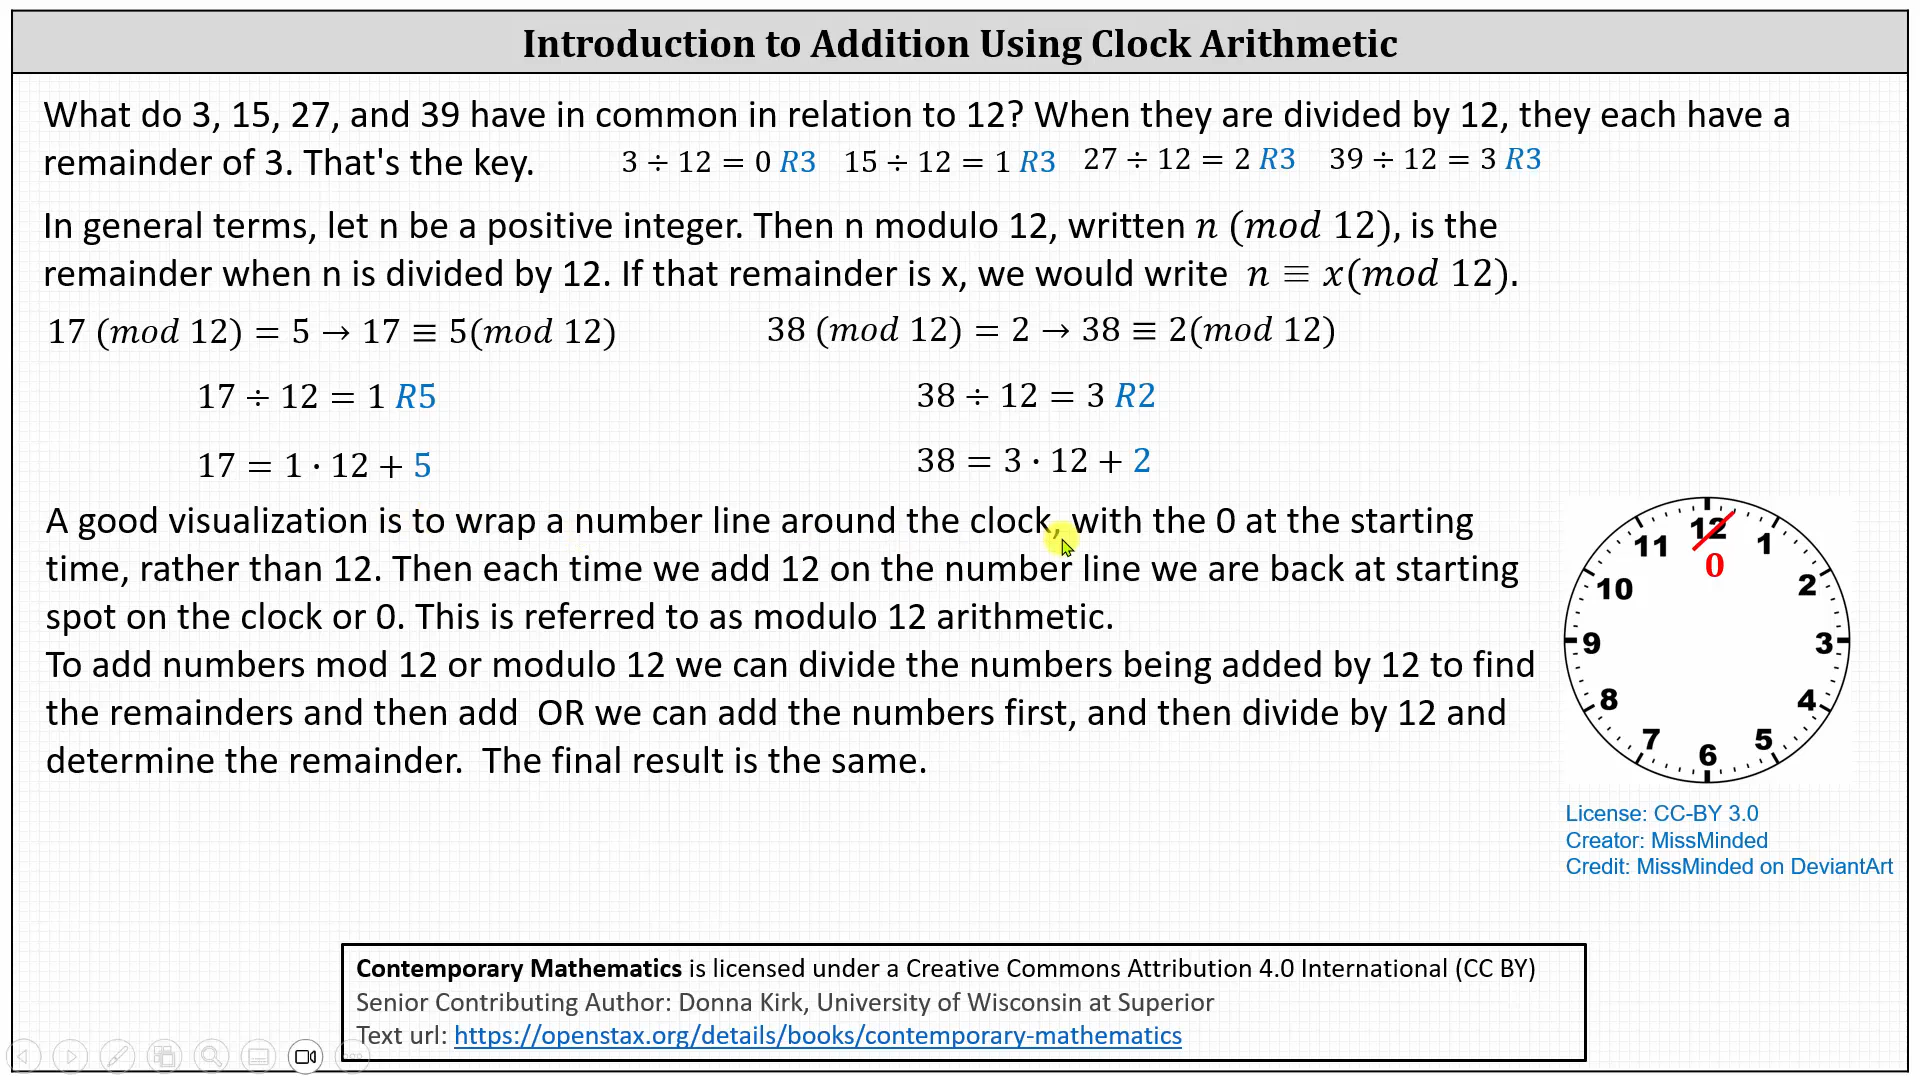 Introduction to Addition Using Clock Arithmetic
What do 3, 15, 27, and 39 have in common in relation to 12? When they are divided by 12, they each have a
remainder of 3. That's the key. 3 ÷ 12 = 0 R3 15 ÷ 12 = 1 R3 27 ÷ 12 = 2 R3 39 ÷ 12 = 3 R3
In general terms, let n be a positive integer. Then n modulo 12, written n (mod 12), is the
remainder when n is divided by 12. If that remainder is x, we would write n ≡ x(mod 12).
17 (mod 12) = 5 → 17 ≡ 5(mod 12) 38 (mod 12) = 2 → 38 ≡ 2(mod 12)
17 ÷ 12 = 1 R5 38 ÷ 12 = 3 R2
17 = 1 · 12 + 5 38 = 3 · 12 + 2
A good visualization is to wrap a number line around the clock, with the 0 at the starting
time, rather than 12. Then each time we add 12 on the number line we are back at starting
spot on the clock or 0. This is referred to as modulo 12 arithmetic.
To add numbers mod 12 or modulo 12 we can divide the numbers being added by 12 to find
the remainders and then add OR we can add the numbers first, and then divide by 12 and
determine the remainder. The final result is the same.
12
0
1
2
3
4
5
6
7
8
9
10
11
License: CC-BY 3.0
Creator: MissMinded
Credit: MissMinded on DeviantArt
Contemporary Mathematics is licensed under a Creative Commons Attribution 4.0 International (CC BY)
Senior Contributing Author: Donna Kirk, University of Wisconsin at Superior
Text url: https://openstax.org/details/books/contemporary-mathematics